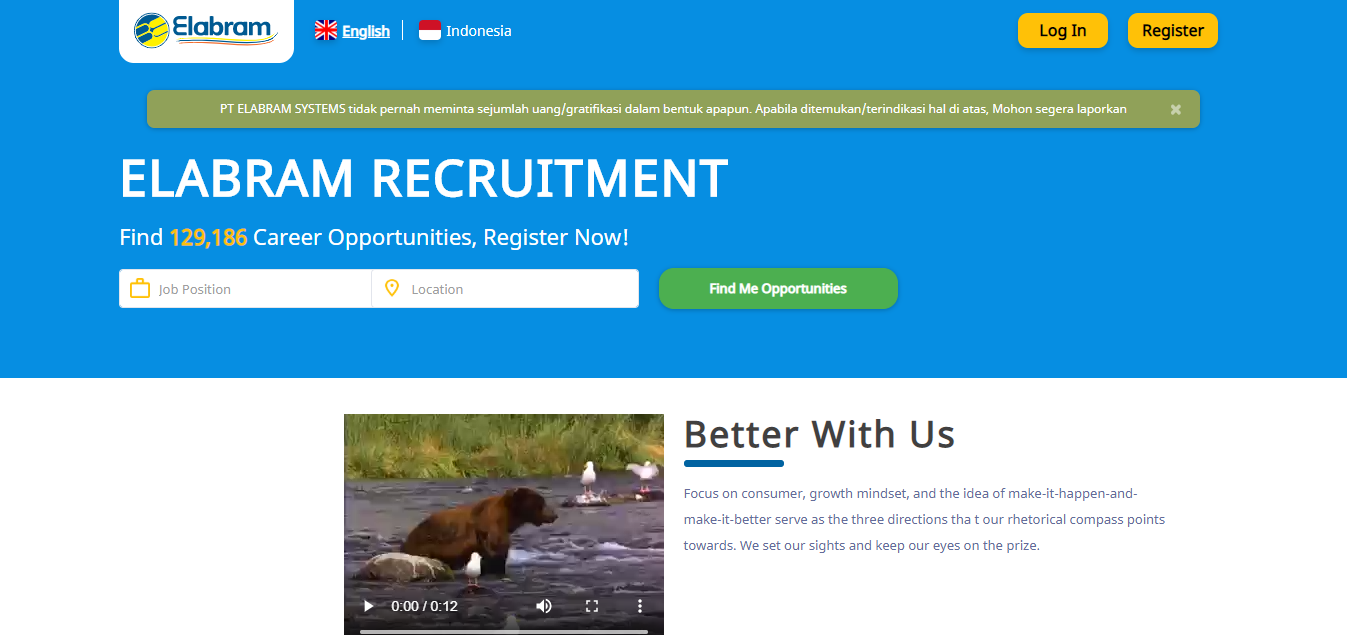 Elabram
English
Indonesia
Log In
Register
PT ELABRAM SYSTEMS tidak pernah meminta sejumlah uang/gratifikasi dalam bentuk apapun. Apabila ditemukan/terindikasi hal di atas, Mohon segera laporkan
ELABRAM RECRUITMENT
Find 129,186 Career Opportunities, Register Now!
Job Position
Location
Find Me Opportunities
Better With Us
Focus on consumer, growth mindset, and the idea of make-it-happen-and-
make-it-better serve as the three directions tha t our rhetorical compass points
towards. We set our sights and keep our eyes on the prize.
0:00 / 0:12